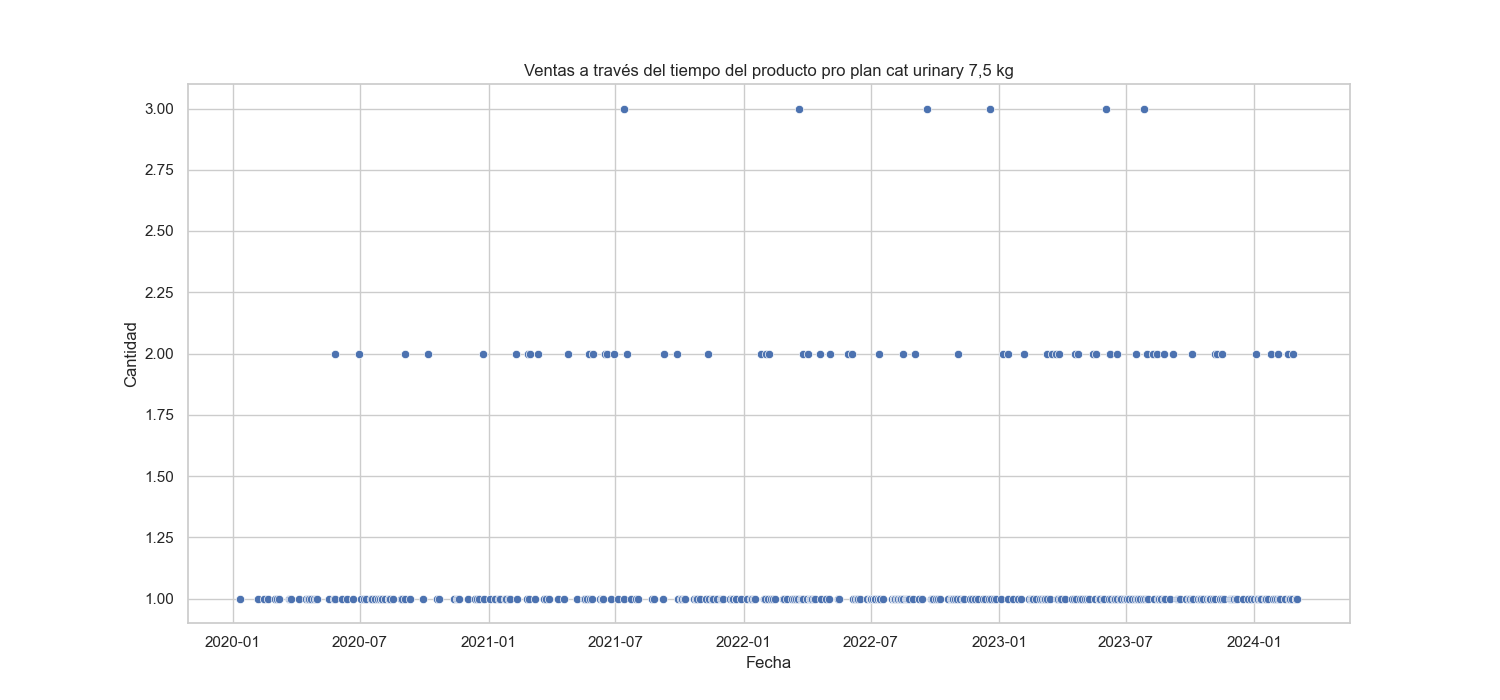 Ventas a través del tiempo del producto pro plan cat urinary 7,5 kg
3.00
2.75
2.50
2.25
2.00
1.75
1.50
1.25
1.00
Cantidad
2020-01 2020-07 2021-01 2021-07 2022-01 2022-07 2023-01 2023-07 2024-01
Fecha